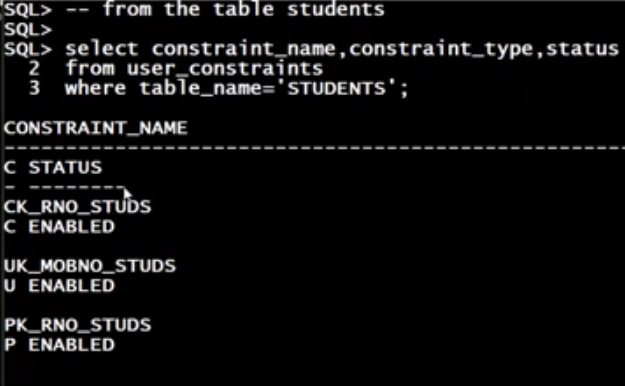 SQL> -- from the table students
SQL>
SQL> select constraint_name,constraint_type,status
  2  from user_constraints
  3  where table_name='STUDENTS';
CONSTRAINT_NAME
--------------------------------------------------------------------------------
C STATUS
- --------
CK_RNO_STUDS
C ENABLED
UK_MOBNO_STUDS
U ENABLED
PK_RNO_STUDS
P ENABLED